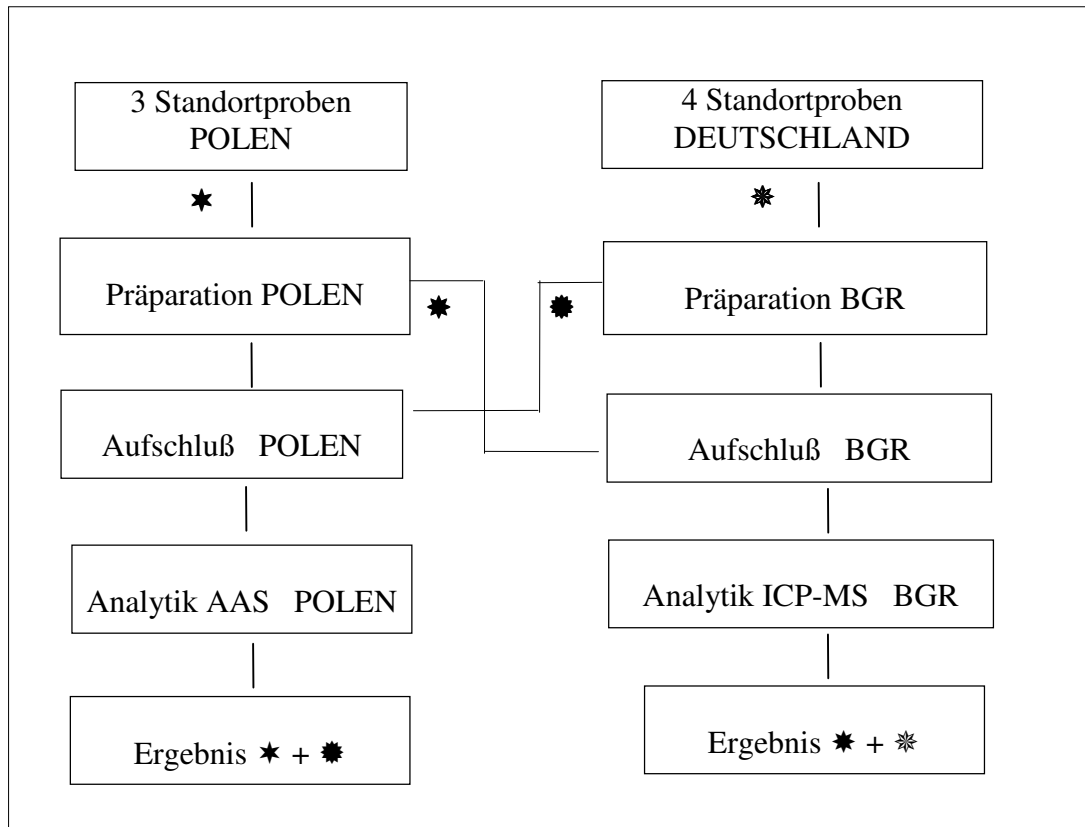 3 Standortproben
POLEN
4 Standortproben
DEUTSCHLAND
✶
✵
Präparation POLEN
Präparation BGR
✷
✹
Aufschluß POLEN
Aufschluß BGR
Analytik AAS POLEN
Analytik ICP-MS BGR
Ergebnis ✶ + ✹
Ergebnis ✷ + ✵